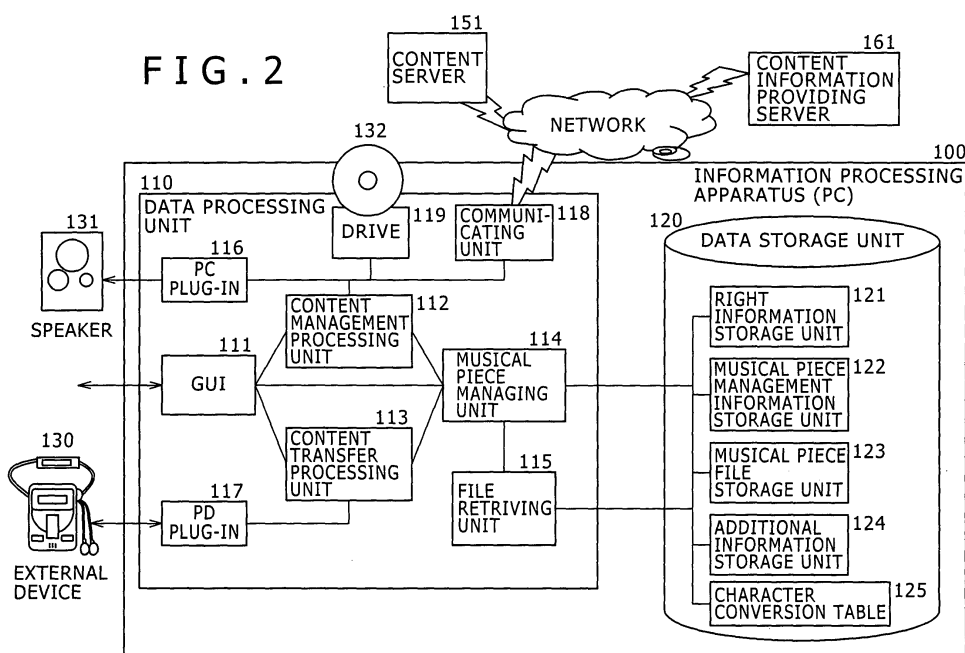 FIG.2
151
CONTENT
SERVER
161
CONTENT
INFORMATION
PROVIDING
SERVER
NETWORK
132
100
INFORMATION PROCESSING
APPARATUS (PC)
110
DATA PROCESSING
UNIT
119
DRIVE
COMMUNI-
CATING
UNIT
118
120
DATA STORAGE UNIT
131
SPEAKER
116
PC
PLUG-IN
112
CONTENT
MANAGEMENT
PROCESSING
UNIT
121
RIGHT
INFORMATION
STORAGE UNIT
111
GUI
114
MUSICAL
PIECE
MANAGING
UNIT
122
MUSICAL PIECE
MANAGEMENT
INFORMATION
STORAGE UNIT
113
CONTENT
TRANSFER
PROCESSING
UNIT
123
MUSICAL PIECE
FILE
STORAGE UNIT
130
EXTERNAL
DEVICE
117
PD
PLUG-IN
115
FILE
RETRIVING
UNIT
124
ADDITIONAL
INFORMATION
STORAGE UNIT
125
CHARACTER
CONVERSION TABLE